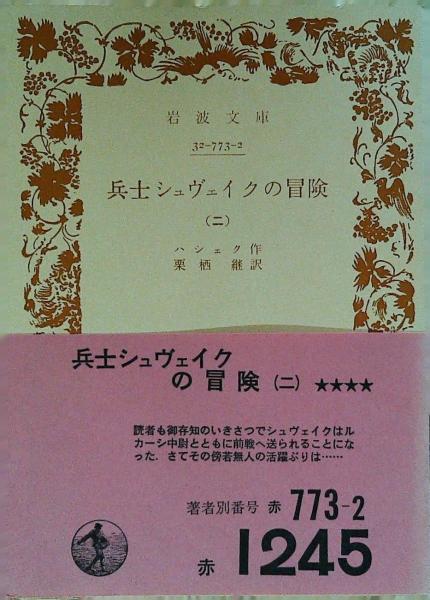 岩波文庫
32-773-2
兵士シュヴェイクの冒険
(二)
ハシェク作
栗栖 継訳
兵士シュヴェイク
の冒険(二) ★★★★
読者も御存知のいきさつでシュヴェイクはル
カーシ中尉とともに前戦へ送られることにな
った．さてその傍若無人の活躍ぶりは……
著者別番号 赤 773-2
赤 1245